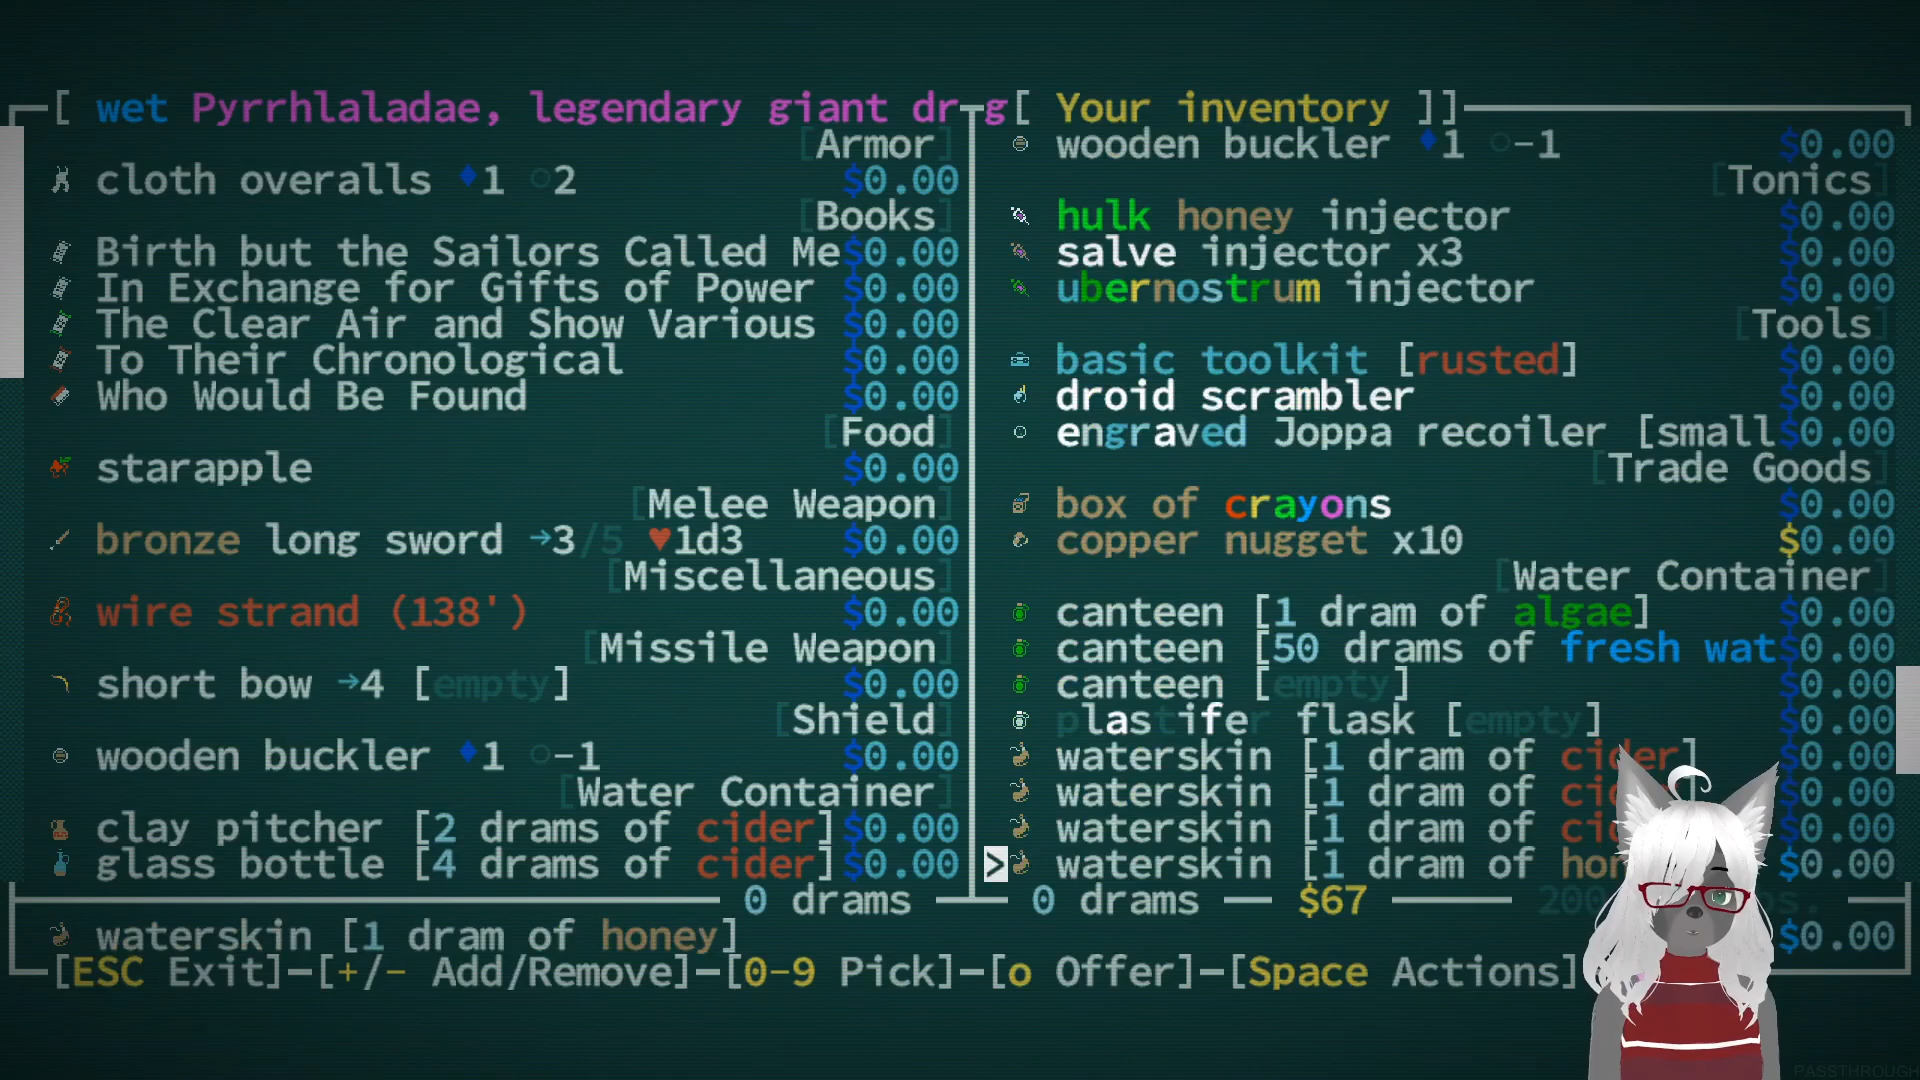 [ wet Pyrrhlaladae, legendary giant dr g[ Your inventory ]]
[Armor]
cloth overalls ♦1 ○2 $0.00
[Books]
Birth but the Sailors Called Me $0.00
In Exchange for Gifts of Power $0.00
The Clear Air and Show Various $0.00
To Their Chronological $0.00
Who Would Be Found $0.00
[Food]
starapple $0.00
[Melee Weapon]
bronze long sword →3/5 ♥1d3 $0.00
[Miscellaneous]
wire strand (138') $0.00
[Missile Weapon]
short bow →4 [empty] $0.00
[Shield]
wooden buckler ♦1 ○-1 $0.00
[Water Container]
clay pitcher [2 drams of cider] $0.00
glass bottle [4 drams of cider] $0.00
wooden buckler ♦1 ○-1 $0.00
[Tonics]
hulk honey injector $0.00
salve injector x3 $0.00
ubernostrum injector $0.00
[Tools]
basic toolkit [rusted] $0.00
droid scrambler $0.00
engraved Joppa recoiler [small $0.00
[Trade Goods]
box of crayons $0.00
copper nugget x10 $0.00
[Water Container]
canteen [1 dram of algae] $0.00
canteen [50 drams of fresh wat $0.00
canteen [empty] $0.00
plastifer flask [empty] $0.00
waterskin [1 dram of cider] $0.00
waterskin [1 dram of $0.00
waterskin [1 dram of $0.00
> waterskin [1 dram of $0.00
0 drams 0 drams $67
waterskin [1 dram of honey] $0.00
[ESC Exit]-[+/- Add/Remove]-[0-9 Pick]-[o Offer]-[Space Actions]
PASSTHROUGH